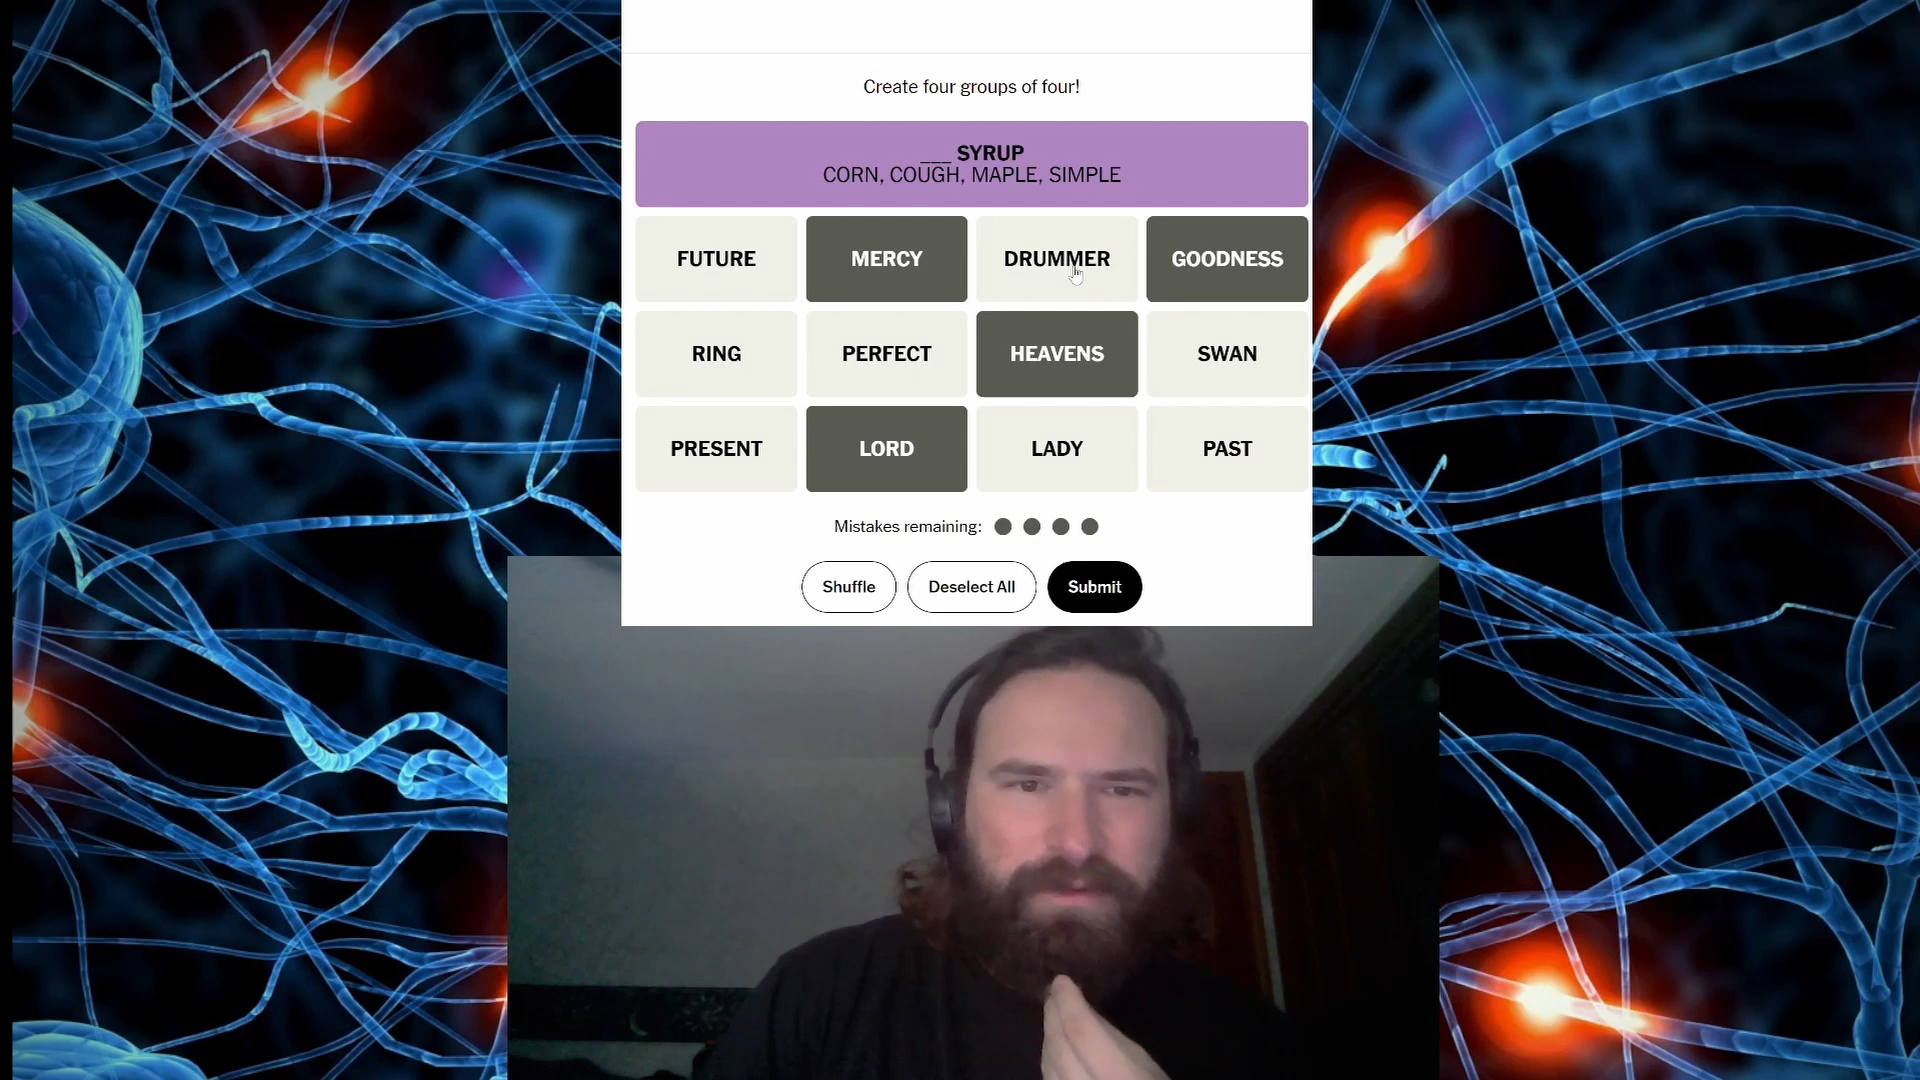 Create four groups of four!
___ SYRUP
CORN, COUGH, MAPLE, SIMPLE
FUTURE MERCY DRUMMER GOODNESS
RING PERFECT HEAVENS SWAN
PRESENT LORD LADY PAST
Mistakes remaining:
Shuffle Deselect All Submit